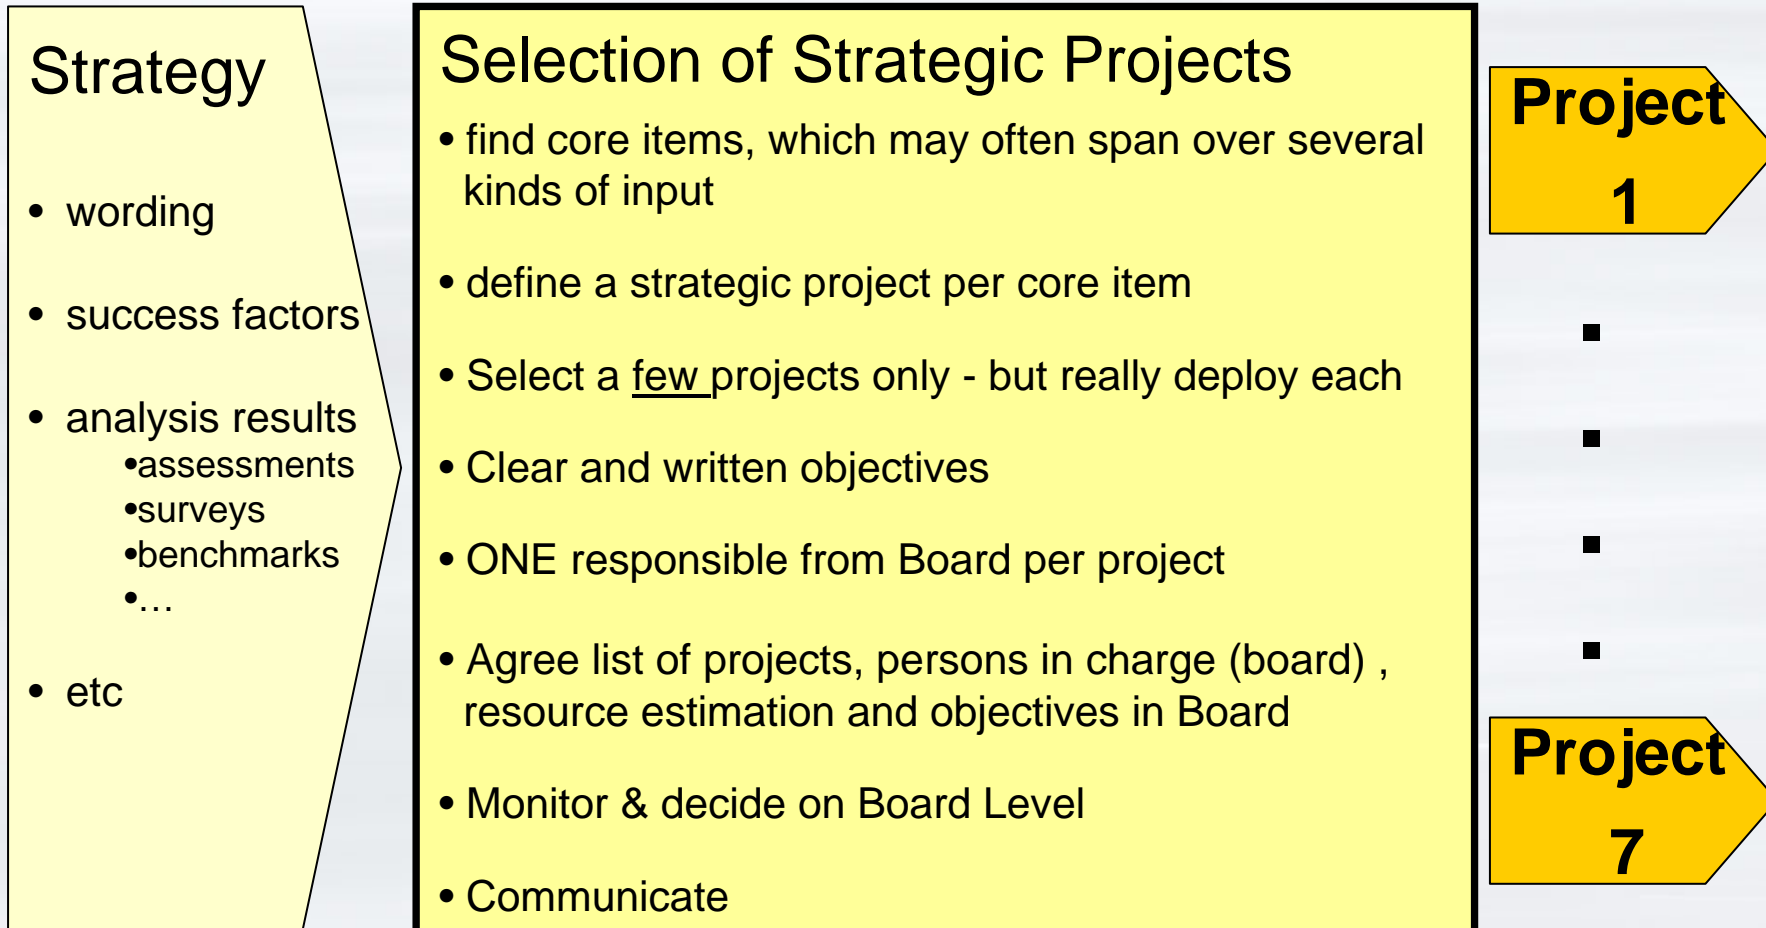 Strategy
• wording
• success factors
• analysis results
•assessments
•surveys
•benchmarks
•…
• etc
Selection of Strategic Projects
• find core items, which may often span over several
kinds of input
• define a strategic project per core item
• Select a few projects only - but really deploy each
• Clear and written objectives
• ONE responsible from Board per project
• Agree list of projects, persons in charge (board) ,
resource estimation and objectives in Board
• Monitor & decide on Board Level
• Communicate
Project
1
Project
7